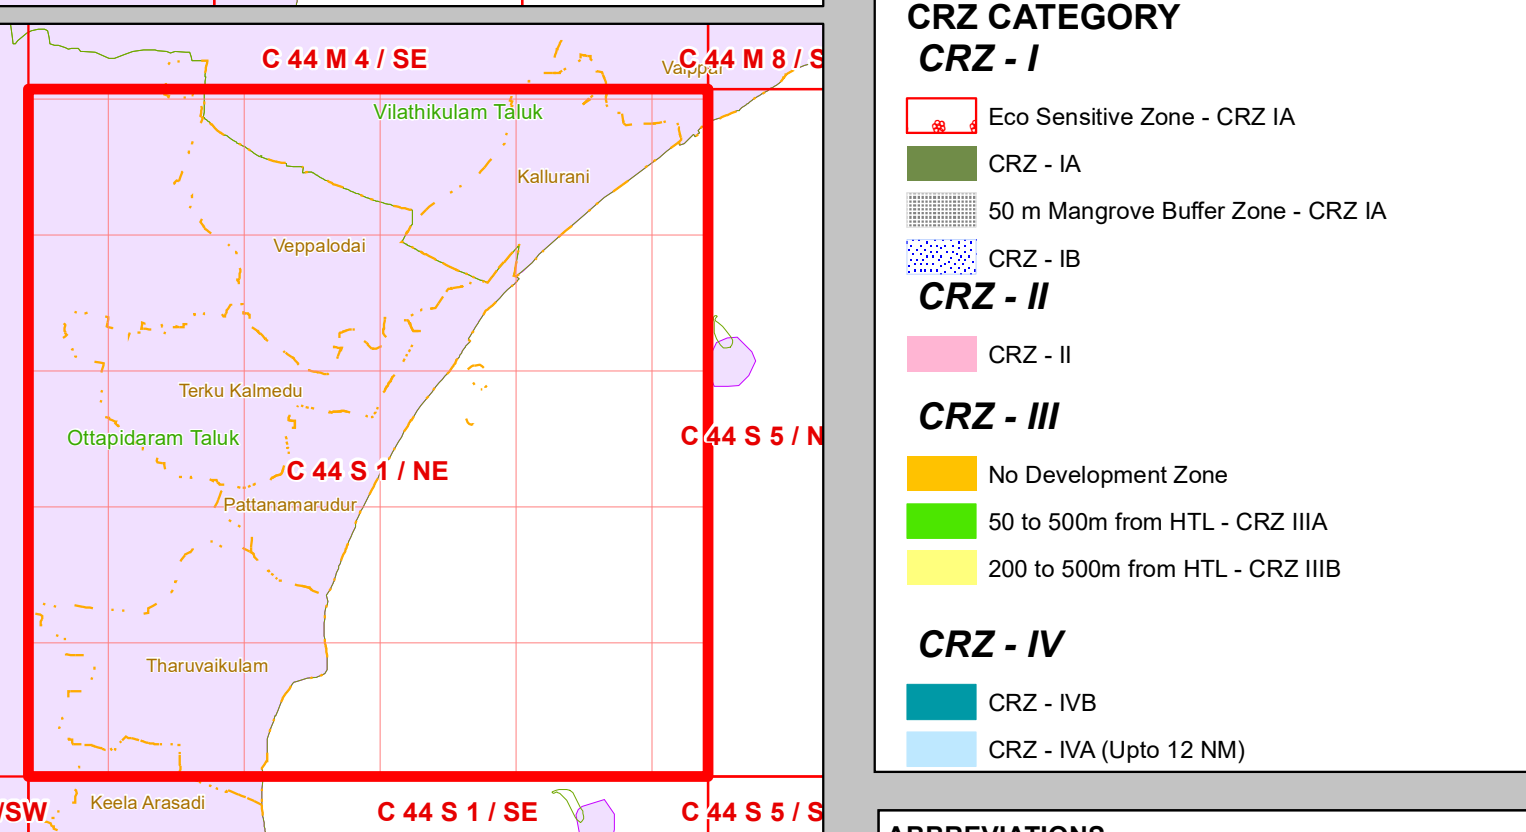 C 44 M 4 / SE
C 44 M 8 / S
Vaippar
Vilathikulam Taluk
Kallurani
Veppalodai
Terku Kalmedu
Ottapidaram Taluk
C 44 S 5 / N
C 44 S 1 / NE
Pattanamarudur
Tharuvaikulam
Keela Arasadi
/SW
C 44 S 1 / SE
C 44 S 5 / S
CRZ CATEGORY
CRZ - I
Eco Sensitive Zone - CRZ IA
CRZ - IA
50 m Mangrove Buffer Zone - CRZ IA
CRZ - IB
CRZ - II
CRZ - II
CRZ - III
No Development Zone
50 to 500m from HTL - CRZ IIIA
200 to 500m from HTL - CRZ IIIB
CRZ - IV
CRZ - IVB
CRZ - IVA (Upto 12 NM)
ABBREVIATIONS